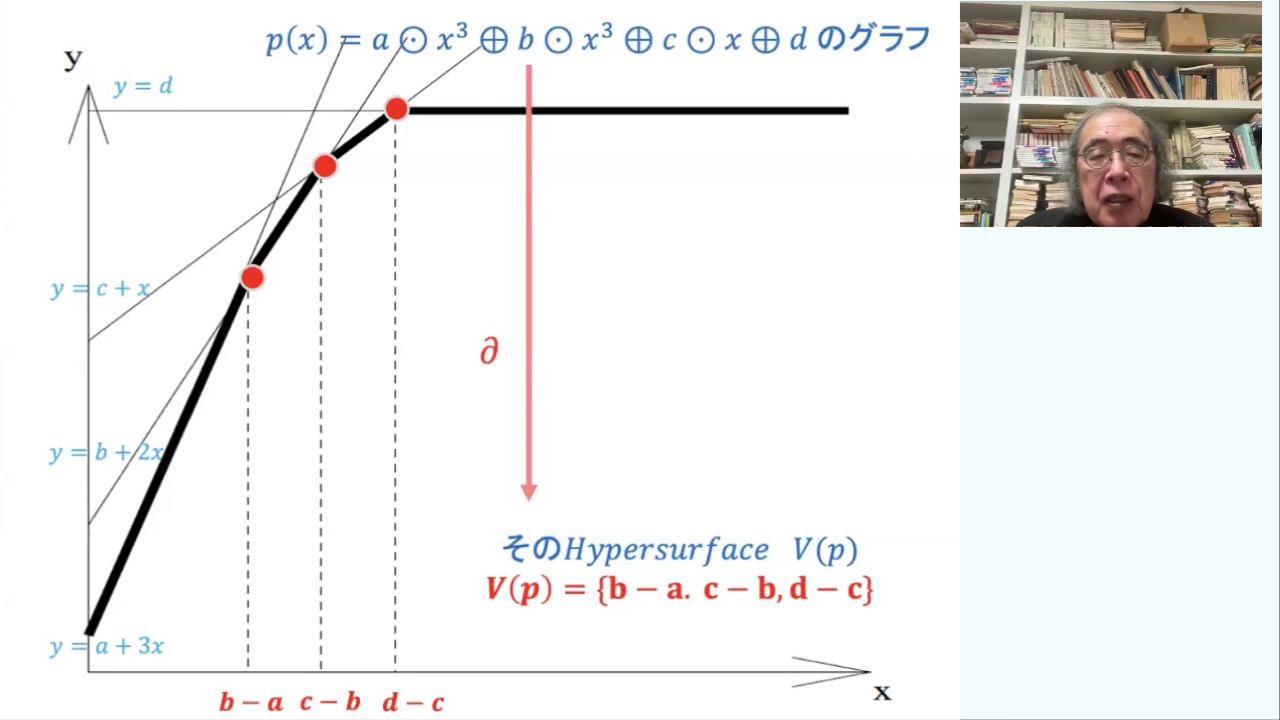 p(x) = a ⊙ x³ ⊕ b ⊙ x³ ⊕ c ⊙ x ⊕ d のグラフ
y
y = d
y = c + x
∂
y = b + 2x
そのHypersurface V(p)
V(p) = {b − a. c − b, d − c}
y = a + 3x
x
b − a c − b d − c